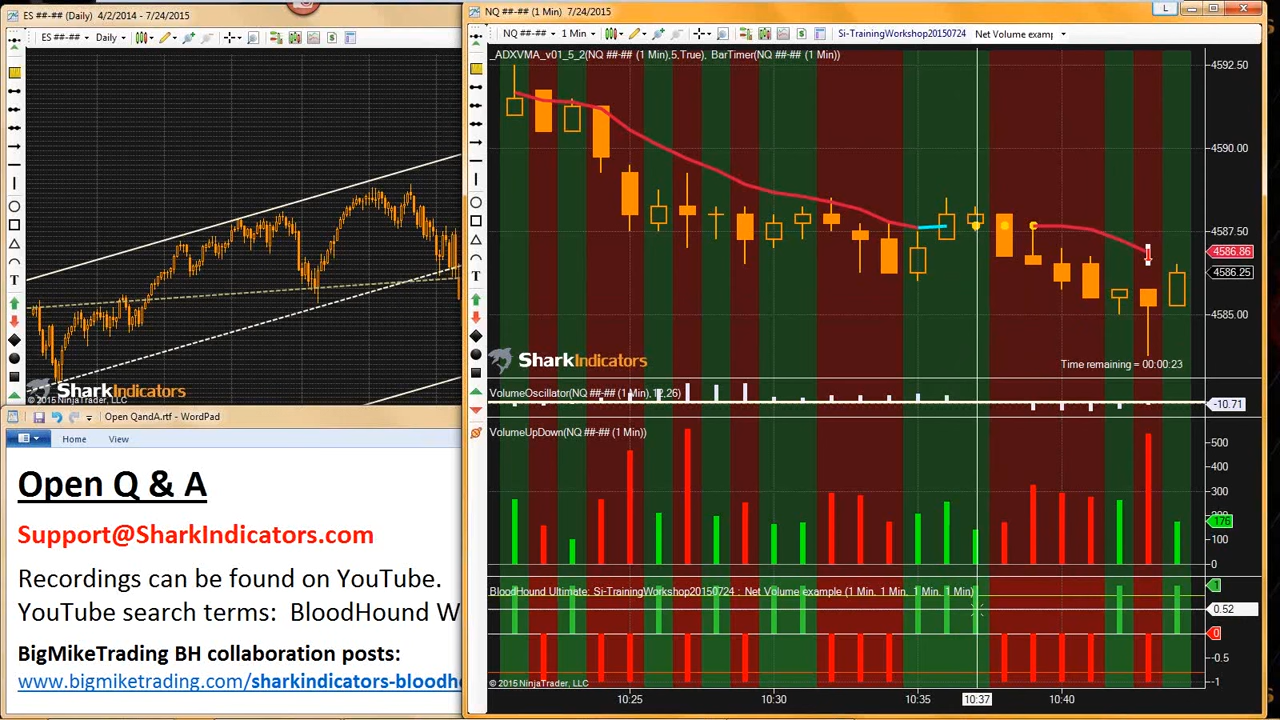 ES ##-## (Daily) 4/2/2014 - 7/24/2015
ES ##-##
Daily
SharkIndicators
© 2015 NinjaTrader, LLC
Open QandA.rtf - WordPad
Home
View
Open Q & A
Support@SharkIndicators.com
Recordings can be found on YouTube.
YouTube search terms: BloodHound W
BigMikeTrading BH collaboration posts:
www.bigmiketrading.com/sharkindicators-bloodho
NQ ##-## (1 Min) 7/24/2015
L
NQ ##-##
1 Min
Si-TrainingWorkshop20150724
Net Volume examp
_ADXVMA_v01_5_2(NQ ##-## (1 Min),5,True), BarTimer(NQ ##-## (1 Min))
4592.50
4590.00
4587.50
4586.86
4586.25
4585.00
SharkIndicators
Time remaining = 00:00:23
VolumeOscillator(NQ ##-## (1 Min),12,26)
-10.71
VolumeUpDown(NQ ##-## (1 Min))
500
400
300
176
100
0
BloodHound Ultimate: Si-TrainingWorkshop20150724 : Net Volume example (1 Min, 1 Min, 1 Min, 1 Min)
1
0.52
0
-0.5
-1
© 2015 NinjaTrader, LLC
10:25
10:30
10:35
10:37
10:40